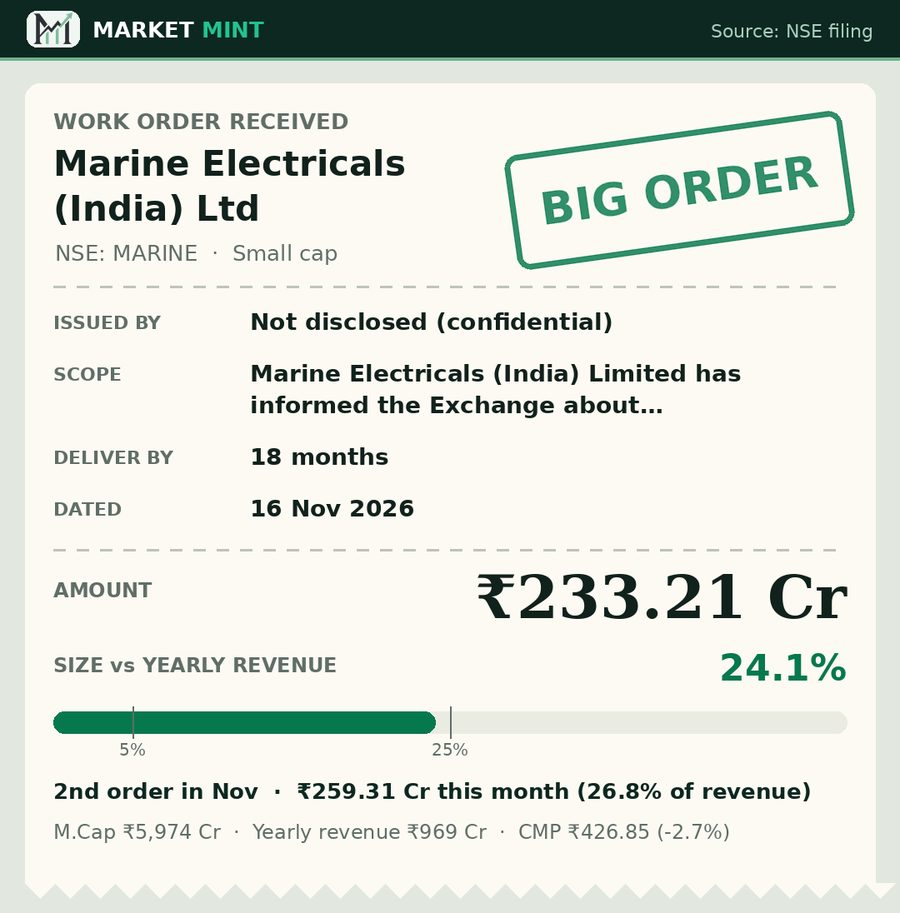 MARKET MINT
Source: NSE filing
WORK ORDER RECEIVED
Marine Electricals
(India) Ltd
BIG ORDER
NSE: MARINE · Small cap
ISSUED BY
Not disclosed (confidential)
SCOPE
Marine Electricals (India) Limited has
informed the Exchange about…
DELIVER BY
18 months
DATED
16 Nov 2026
AMOUNT
₹233.21 Cr
SIZE vs YEARLY REVENUE
24.1%
5%
25%
2nd order in Nov · ₹259.31 Cr this month (26.8% of revenue)
M.Cap ₹5,974 Cr · Yearly revenue ₹969 Cr · CMP ₹426.85 (-2.7%)